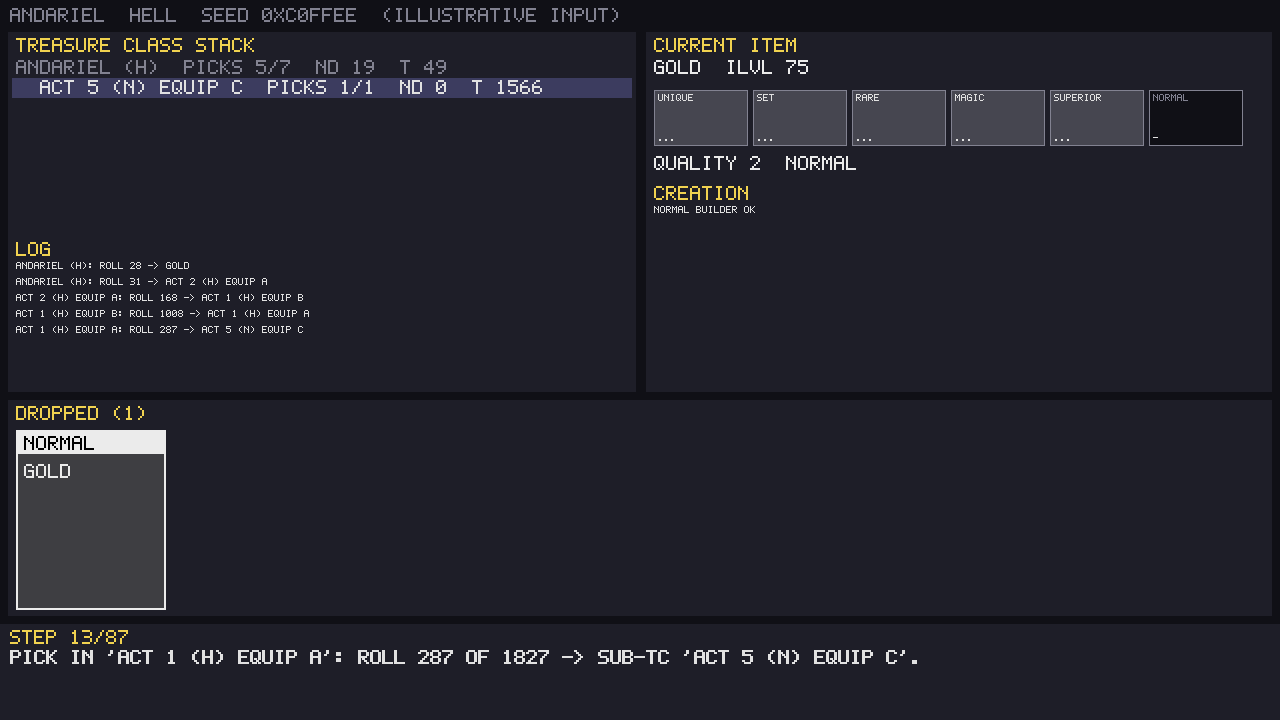 ANDARIEL  HELL  SEED 0XC0FFEE  (ILLUSTRATIVE INPUT)
TREASURE CLASS STACK
ANDARIEL (H)  PICKS 5/7  ND 19  T 49
ACT 5 (N) EQUIP C  PICKS 1/1  ND 0  T 1566
LOG
ANDARIEL (H): ROLL 28 -> GOLD
ANDARIEL (H): ROLL 31 -> ACT 2 (H) EQUIP A
ACT 2 (H) EQUIP A: ROLL 168 -> ACT 1 (H) EQUIP B
ACT 1 (H) EQUIP B: ROLL 1008 -> ACT 1 (H) EQUIP A
ACT 1 (H) EQUIP A: ROLL 287 -> ACT 5 (N) EQUIP C
CURRENT ITEM
GOLD  ILVL 75
UNIQUE SET RARE MAGIC SUPERIOR NORMAL
... ... ... ... ... -
QUALITY 2  NORMAL
CREATION
NORMAL BUILDER OK
DROPPED (1)
NORMAL
GOLD
STEP 13/87
PICK IN 'ACT 1 (H) EQUIP A': ROLL 287 OF 1827 -> SUB-TC 'ACT 5 (N) EQUIP C'.